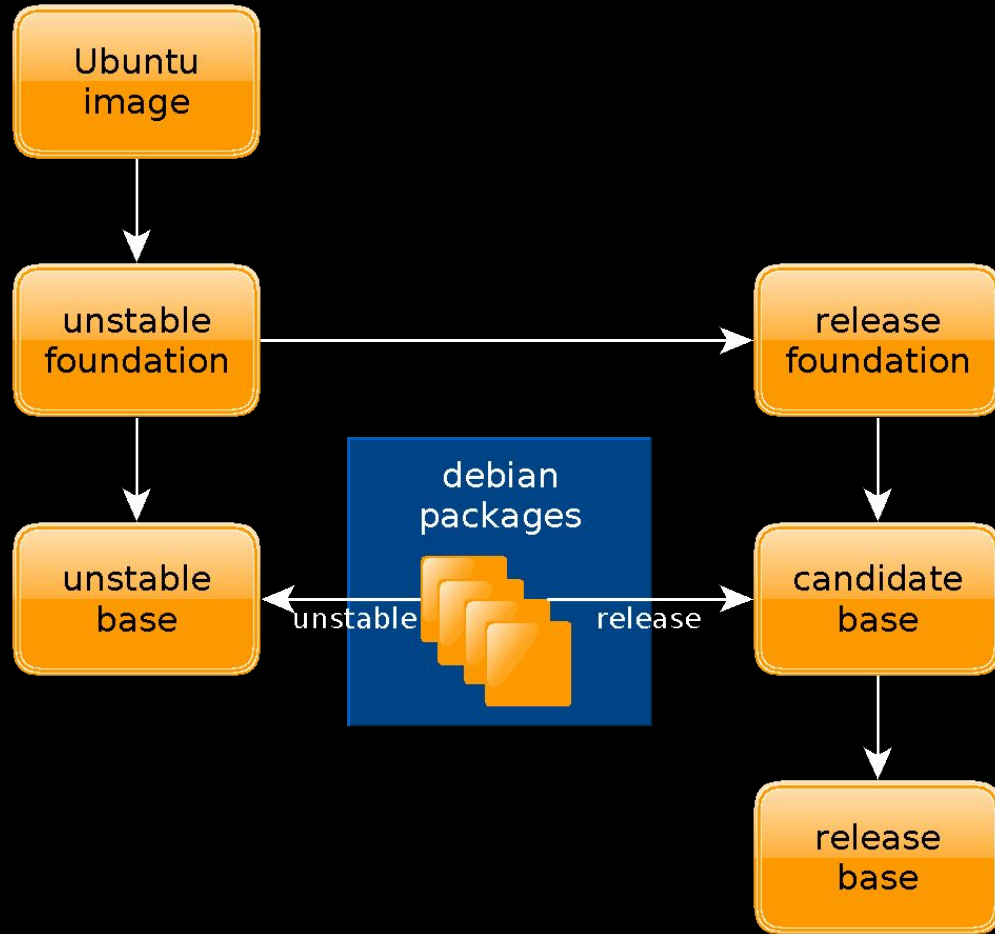 Ubuntu
image
unstable
foundation
release
foundation
debian
packages
unstable
base
unstable
release
candidate
base
release
base